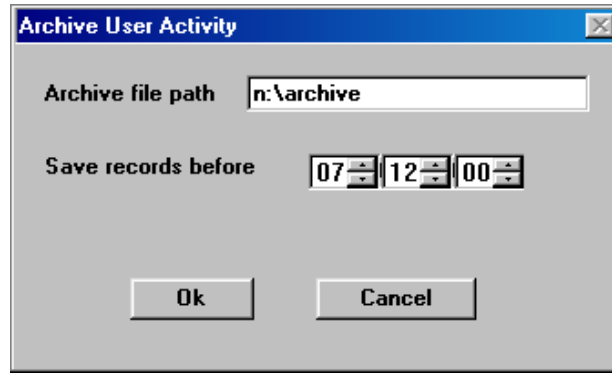 Archive User Activity
Archive file path n:\archive
Save records before 07 12 00
Ok Cancel